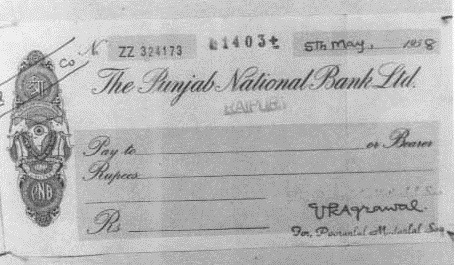 & Co
No ZZ 324173 14034 5th May, 1958
The Punjab National Bank Ltd.
RAIPUR
Pay to or Bearer
Rupees
Rs
PNB
V R Agrawal.
For,